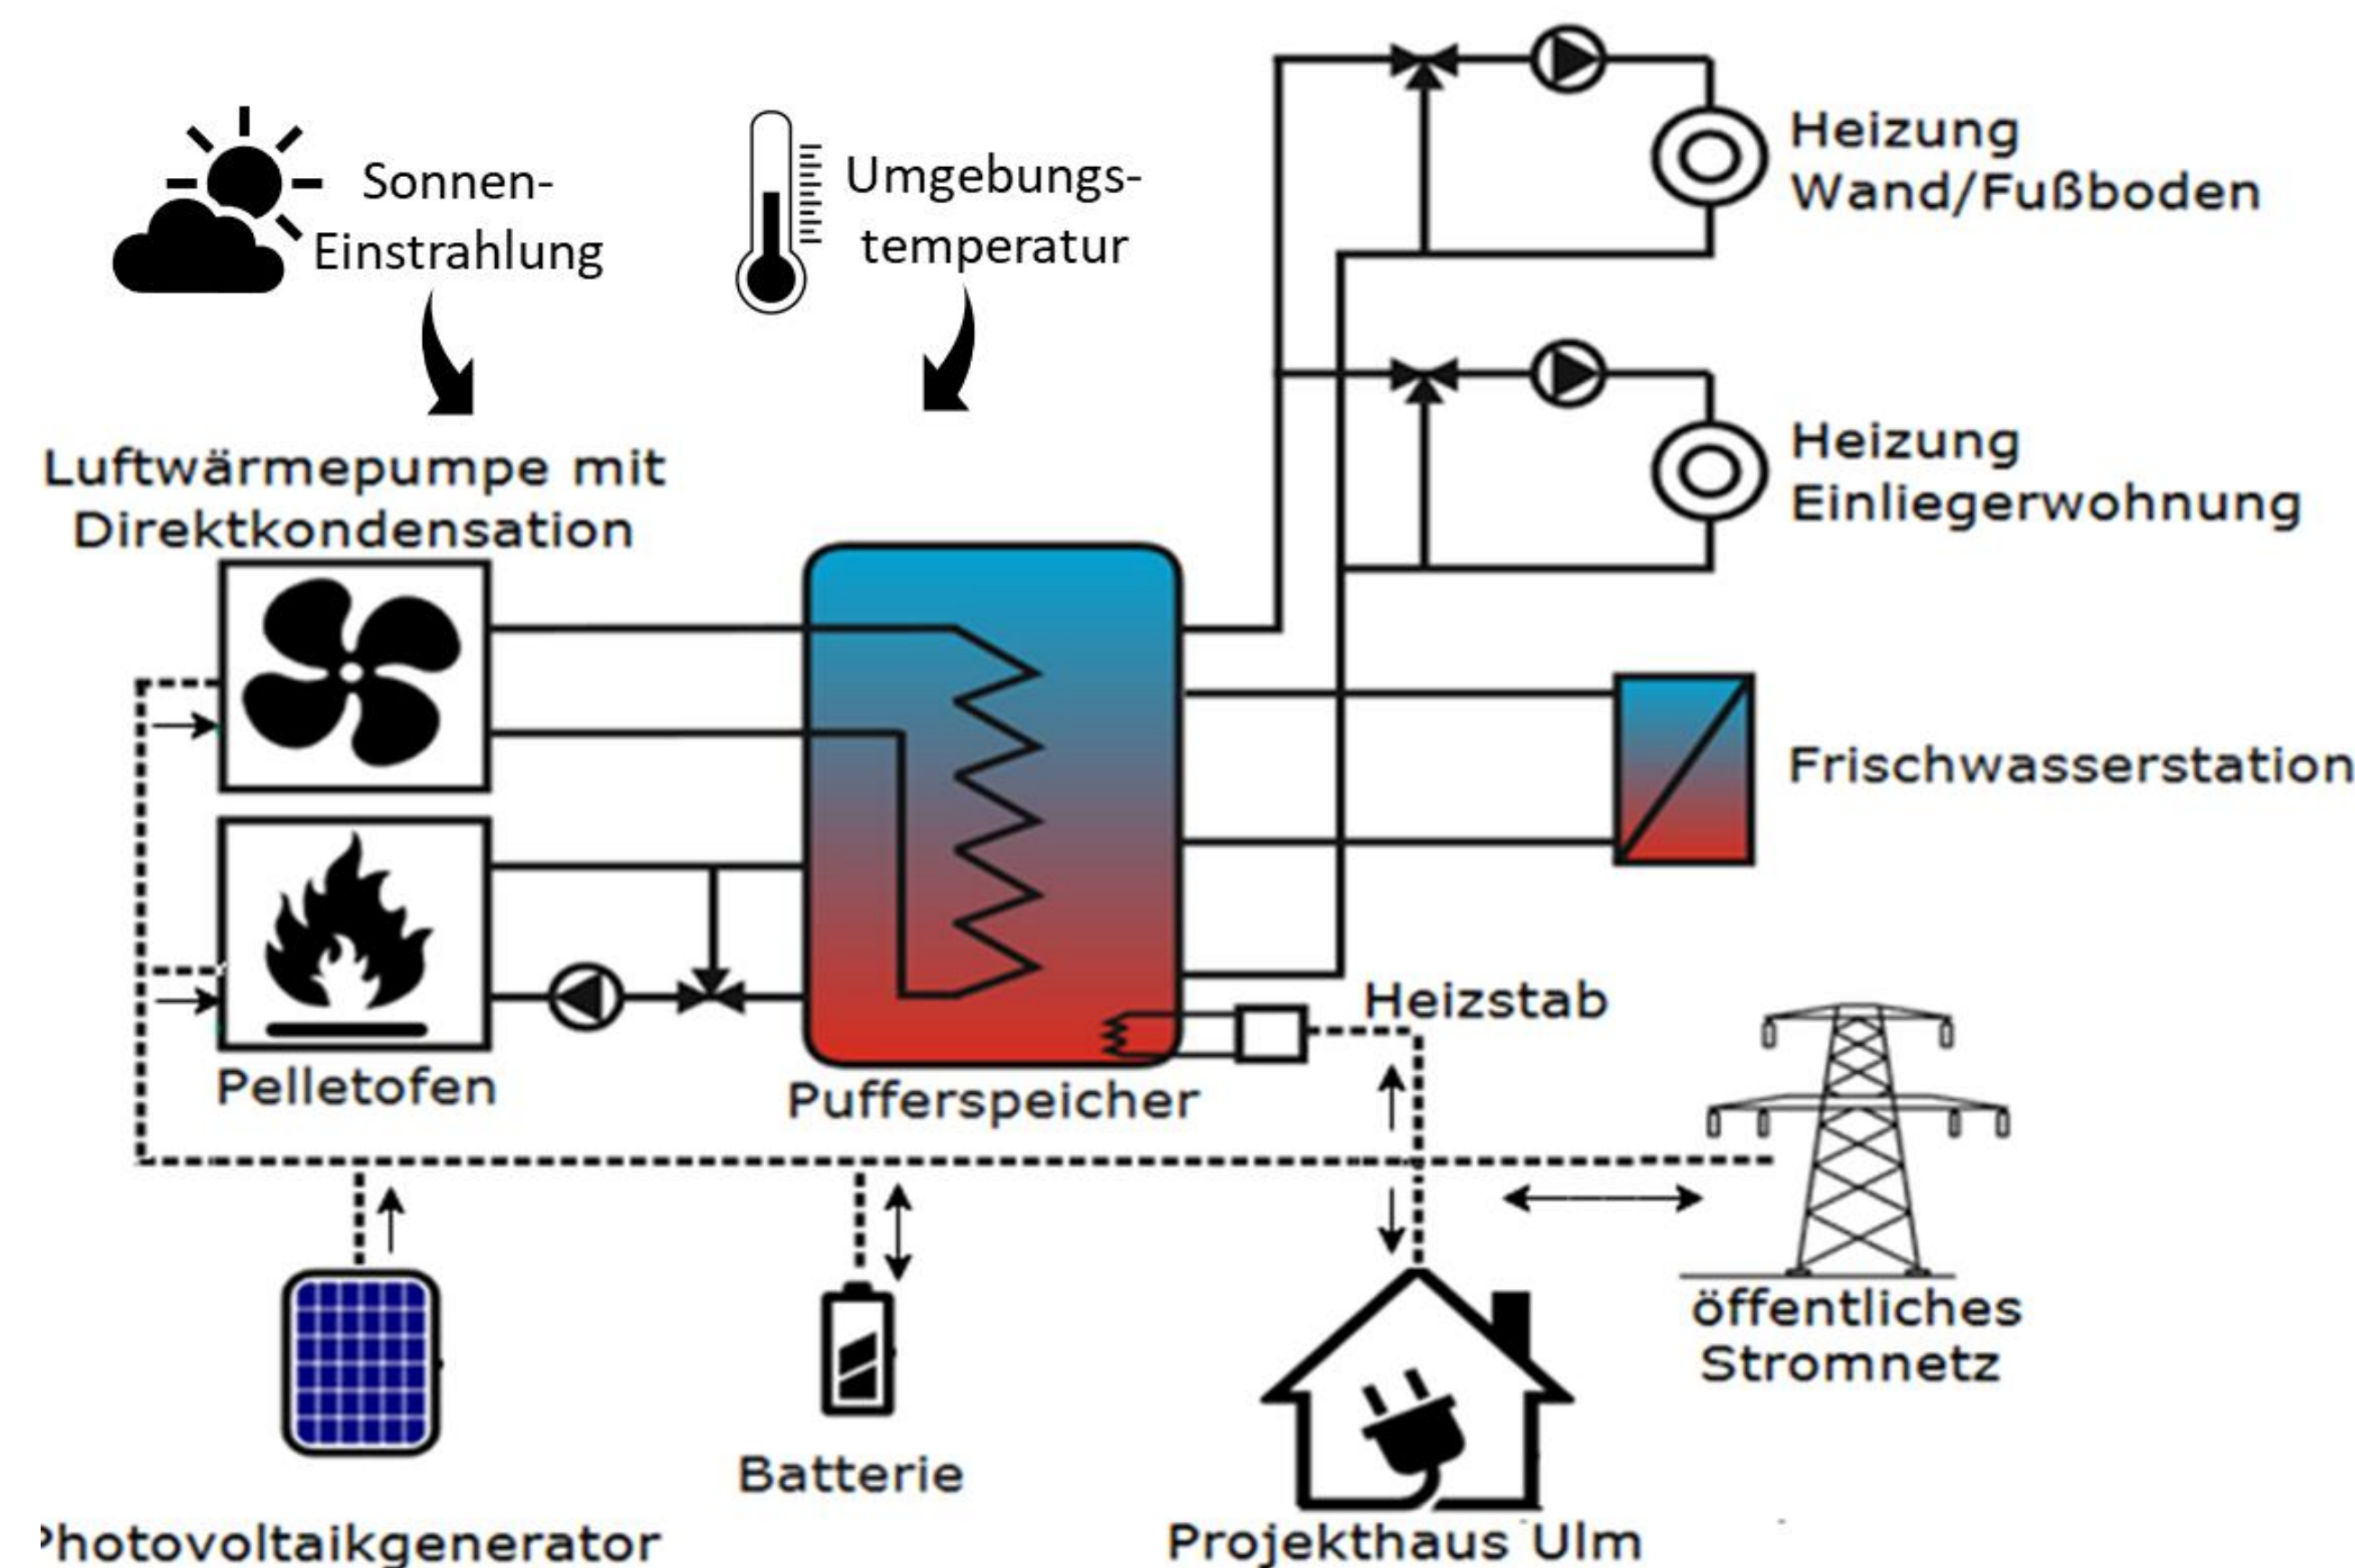 Sonnen-
Einstrahlung
Umgebungs-
temperatur
Heizung
Wand/Fußboden
Heizung
Einliegerwohnung
Luftwärmepumpe mit
Direktkondensation
Frischwasserstation
Heizstab
Pelletofen
Pufferspeicher
öffentliches
Stromnetz
Batterie
Photovoltaikgenerator
Projekthaus Ulm